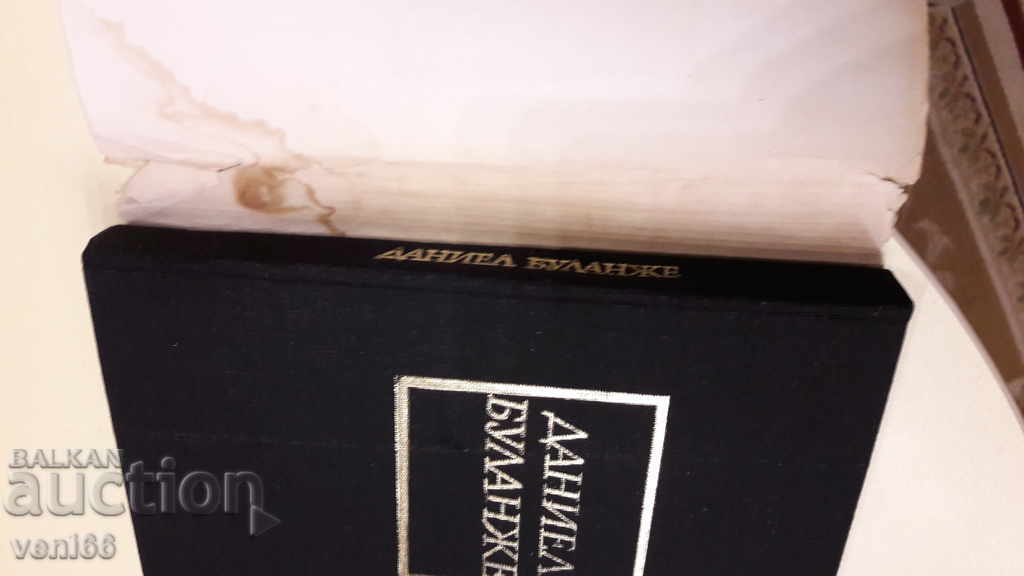 ДАНИЕЛ БУЛАНЖЕ
ДАНИЕЛ
БУЛАНЖЕ
BALKAN
auction
veni66